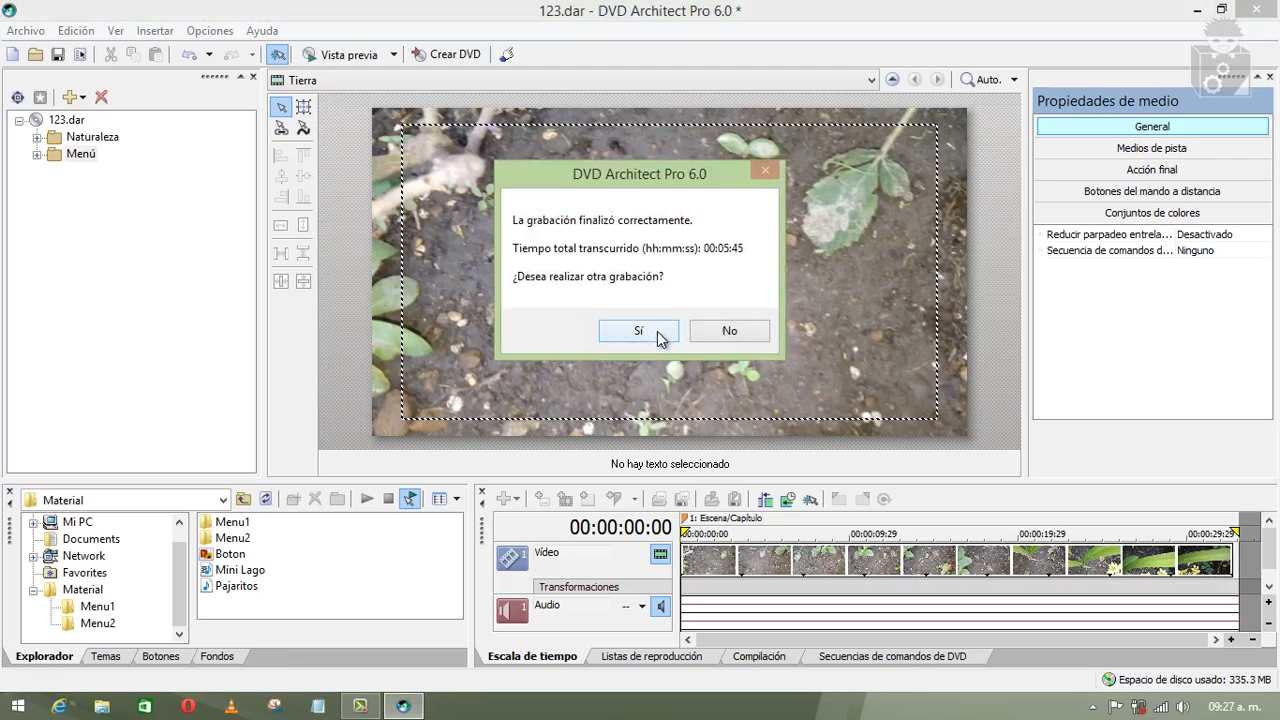 123.dar - DVD Architect Pro 6.0 *
Archivo Edición Ver Insertar Opciones Ayuda
Vista previa Crear DVD
Tierra
Auto.
123.dar
Naturaleza
Menú
Propiedades de medio
General
Medios de pista
Acción final
Botones del mando a distancia
Conjuntos de colores
Reducir parpadeo entrela... Desactivado
Secuencia de comandos d... Ninguno
DVD Architect Pro 6.0
La grabación finalizó correctamente.
Tiempo total transcurrido (hh:mm:ss): 00:05:45
¿Desea realizar otra grabación?
Sí No
No hay texto seleccionado
Material
Mi PC
Documents
Network
Favorites
Material
Menu1
Menu2
Menu1
Menu2
Boton
Mini Lago
Pajaritos
Explorador Temas Botones Fondos
00:00:00:00
1: Escena/Capítulo
00:00:00:00 00:00:09:29 00:00:19:29 00:00:29:29
1 Vídeo
Transformaciones
1 Audio --
Escala de tiempo Listas de reproducción Compilación Secuencias de comandos de DVD
Espacio de disco usado: 335.3 MB
09:27 a. m.